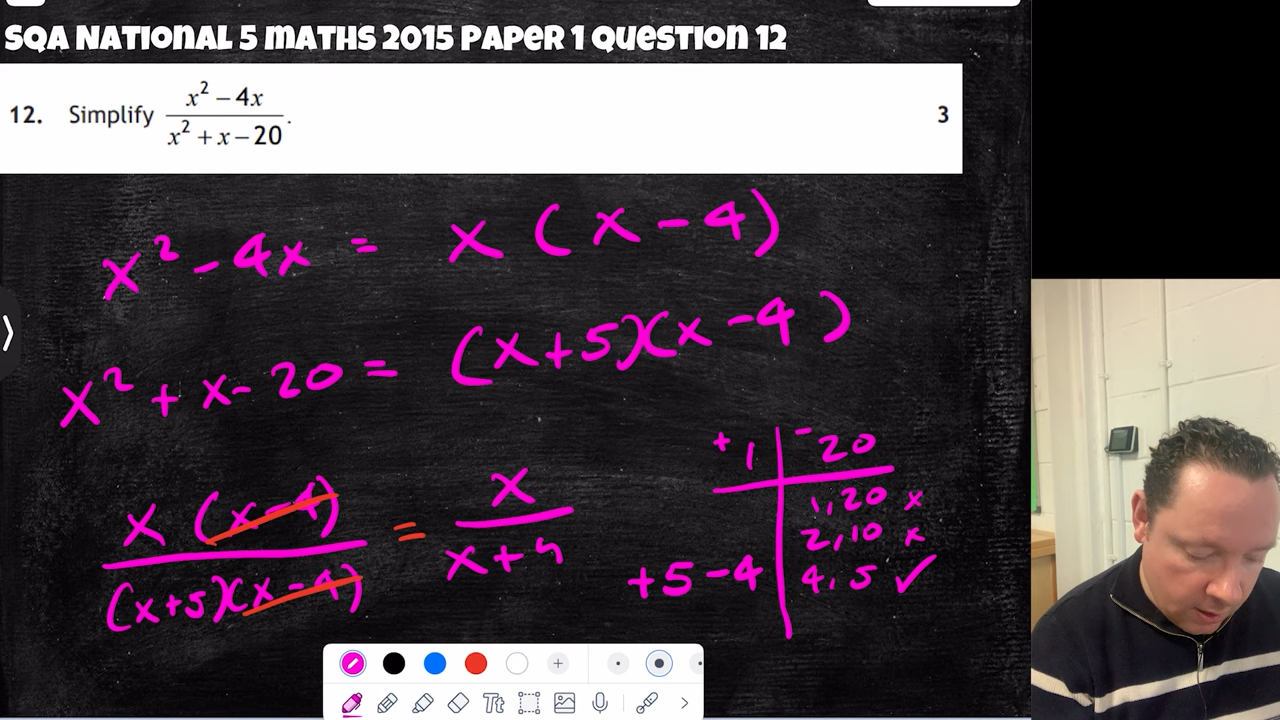 SQA National 5 maths 2015 Paper 1 Question 12
12. Simplify (x² – 4x)/(x² + x – 20). 3
x² - 4x = x (x - 4)
x² + x - 20 = (x+5)(x - 4)
+1 | -20
1, 20 x
2, 10 x
+5 -4 | 4, 5 ✓
x (x-4) / (x+5)(x-4) = x /
Tt